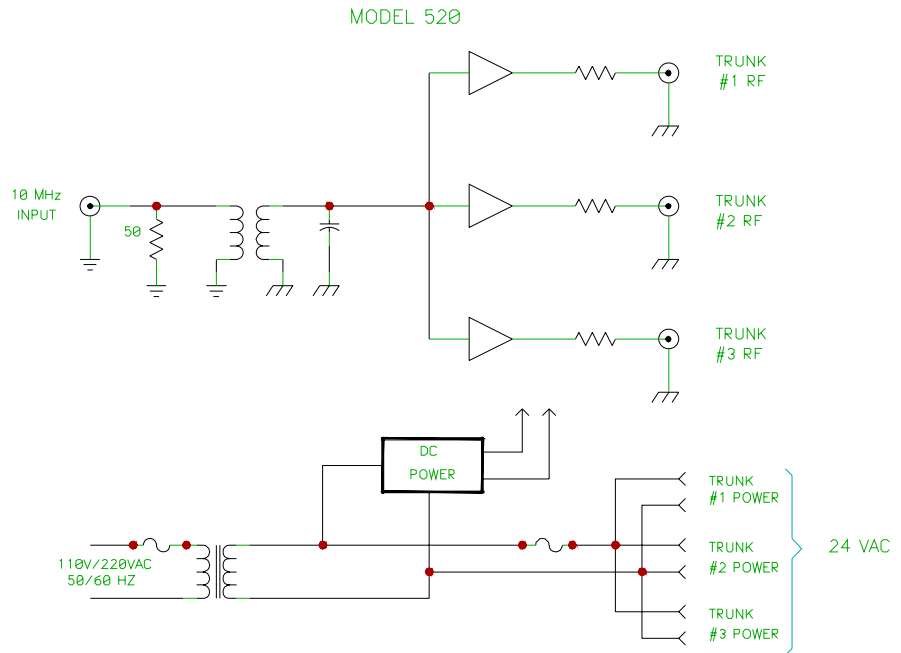 MODEL 520
TRUNK
#1 RF
10 MHz
INPUT
50
TRUNK
#2 RF
TRUNK
#3 RF
DC
POWER
TRUNK
#1 POWER
110V/220VAC
50/60 HZ
TRUNK
#2 POWER
24 VAC
TRUNK
#3 POWER